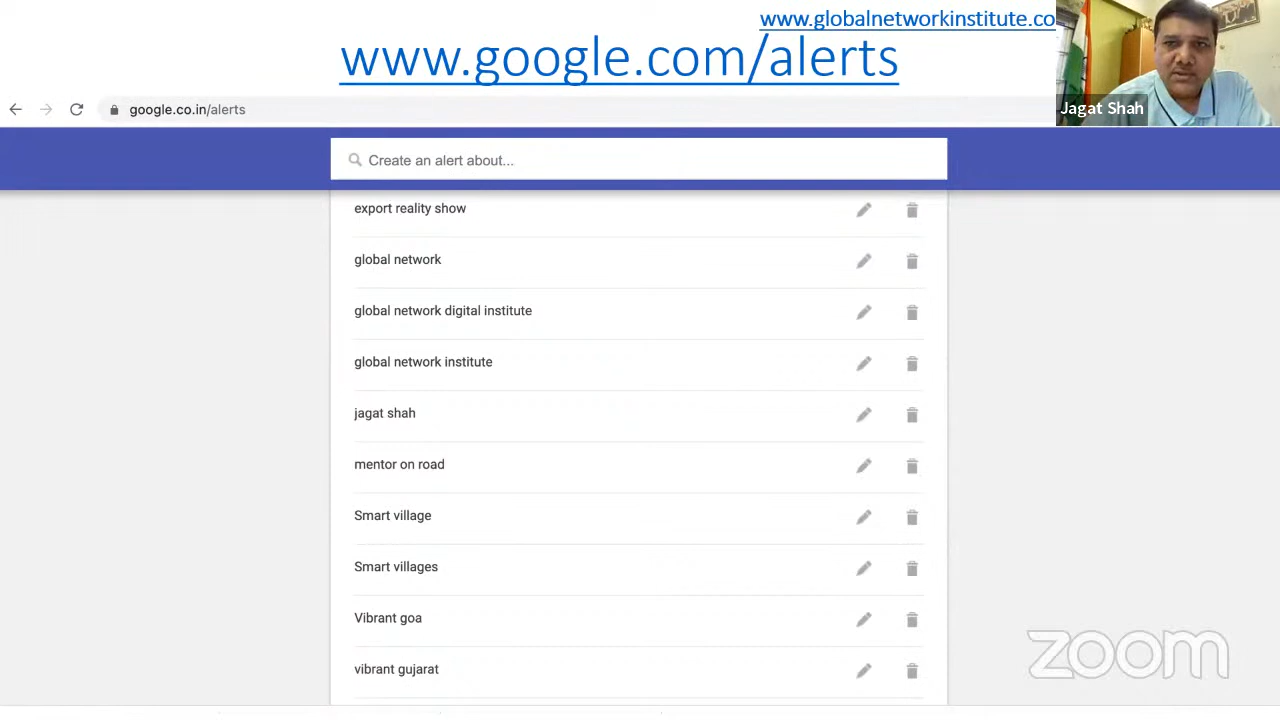 www.globalnetworkinstitute.co
www.google.com/alerts
google.co.in/alerts
Jagat Shah
Create an alert about...
export reality show
global network
global network digital institute
global network institute
jagat shah
mentor on road
Smart village
Smart villages
Vibrant goa
vibrant gujarat
zoom